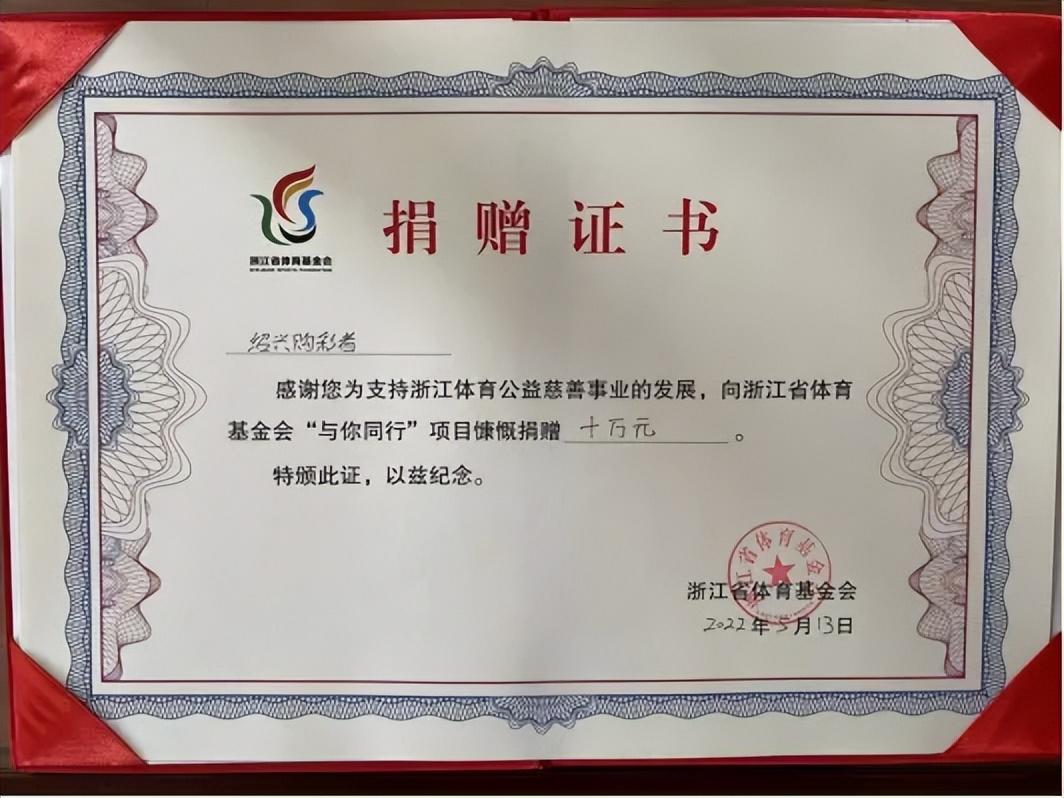 捐赠证书
浙江省体育基金会
绍兴购彩者
感谢您为支持浙江体育公益慈善事业的发展，向浙江省体育
基金会“与你同行”项目慷慨捐赠 十万元 。
特颁此证，以兹纪念。
浙江省体育基金会
2022年5月13日